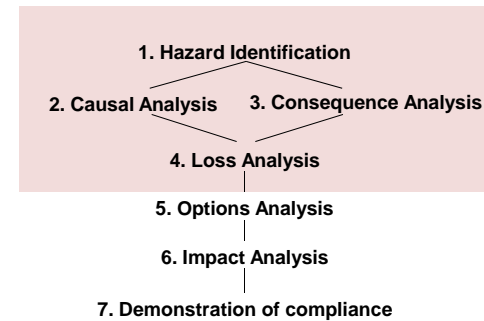 1. Hazard Identification
2. Causal Analysis
3. Consequence Analysis
4. Loss Analysis
5. Options Analysis
6. Impact Analysis
7. Demonstration of compliance